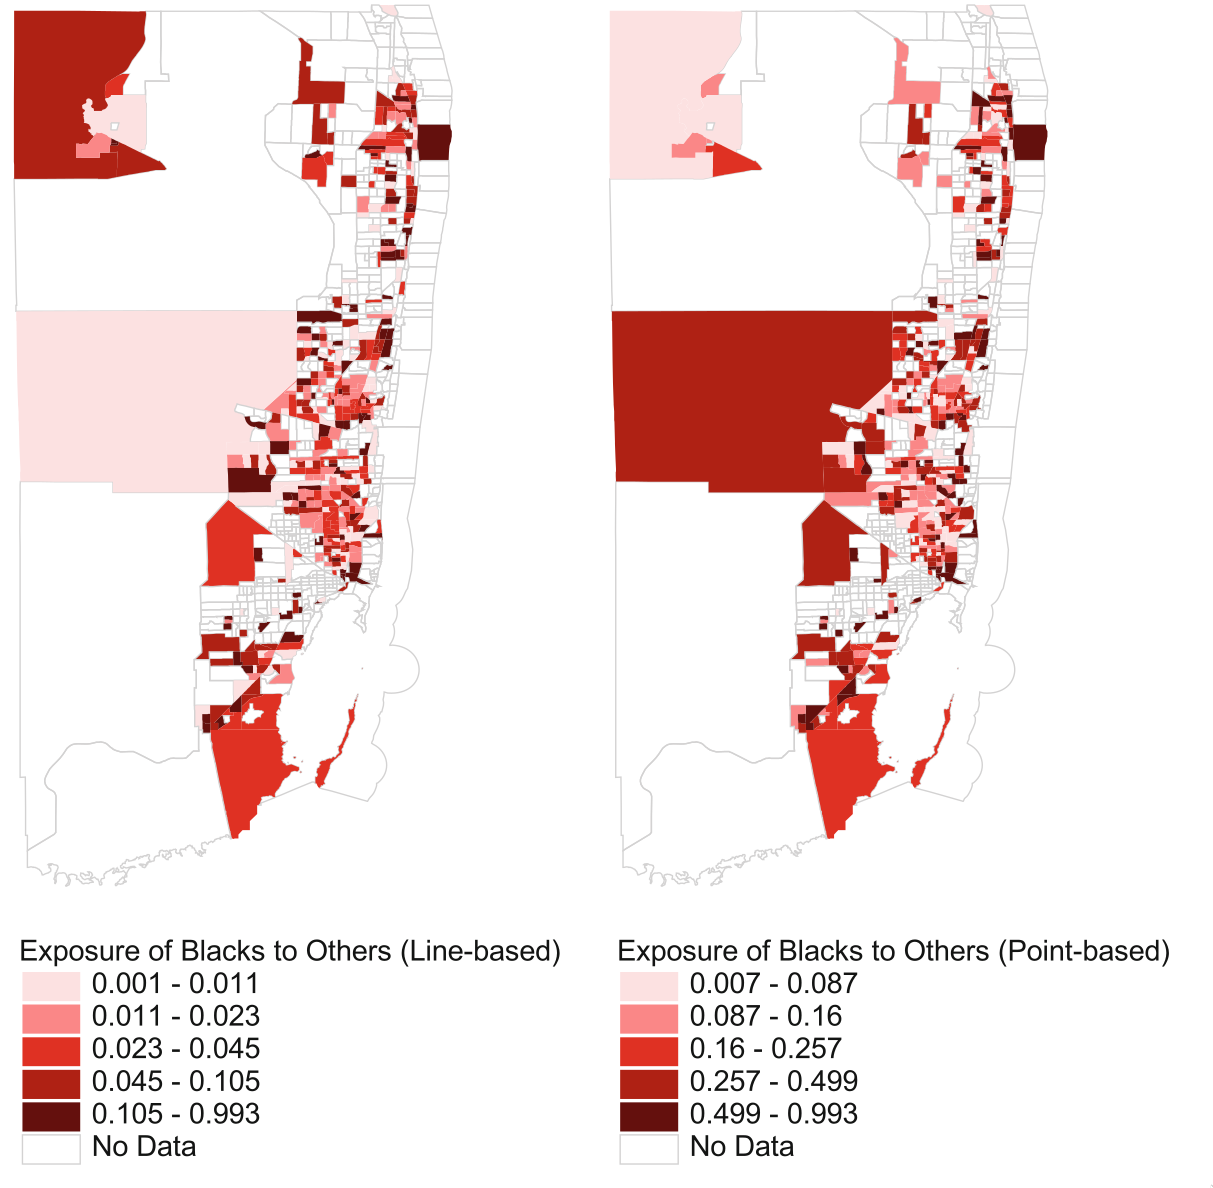 Exposure of Blacks to Others (Line-based)
0.001 - 0.011
0.011 - 0.023
0.023 - 0.045
0.045 - 0.105
0.105 - 0.993
No Data
Exposure of Blacks to Others (Point-based)
0.007 - 0.087
0.087 - 0.16
0.16 - 0.257
0.257 - 0.499
0.499 - 0.993
No Data